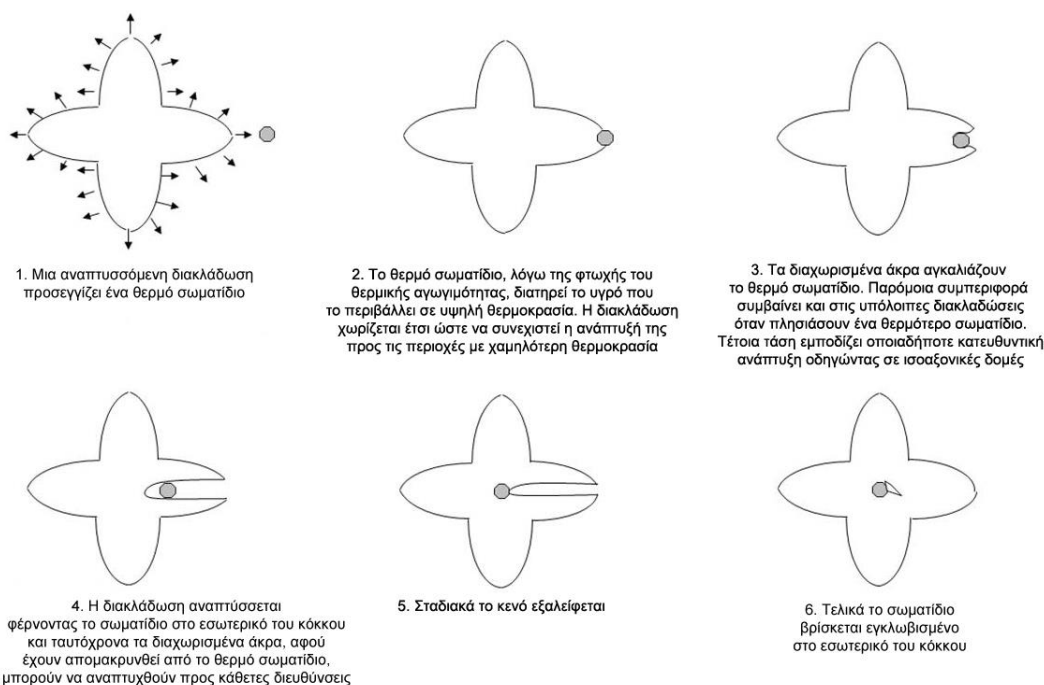 1. Μια αναπτυσσόμενη διακλάδωση
προσεγγίζει ένα θερμό σωματίδιο
2. Το θερμό σωματίδιο, λόγω της φτωχής του
θερμικής αγωγιμότητας, διατηρεί το υγρό που
το περιβάλλει σε υψηλή θερμοκρασία. Η διακλάδωση
χωρίζεται έτσι ώστε να συνεχιστεί η ανάπτυξή της
προς τις περιοχές με χαμηλότερη θερμοκρασία
3. Τα διαχωρισμένα άκρα αγκαλιάζουν
το θερμό σωματίδιο. Παρόμοια συμπεριφορά
συμβαίνει και στις υπόλοιπες διακλαδώσεις
όταν πλησιάσουν ένα θερμότερο σωματίδιο.
Τέτοια τάση εμποδίζει οποιαδήποτε κατευθυντική
ανάπτυξη οδηγώντας σε ισοαξονικές δομές
4. Η διακλάδωση αναπτύσσεται
φέρνοντας το σωματίδιο στο εσωτερικό του κόκκου
και ταυτόχρονα τα διαχωρισμένα άκρα, αφού
έχουν απομακρυνθεί από το θερμό σωματίδιο,
μπορούν να αναπτυχθούν προς κάθετες διευθύνσεις
5. Σταδιακά το κενό εξαλείφεται
6. Τελικά το σωματίδιο
βρίσκεται εγκλωβισμένο
στο εσωτερικό του κόκκου